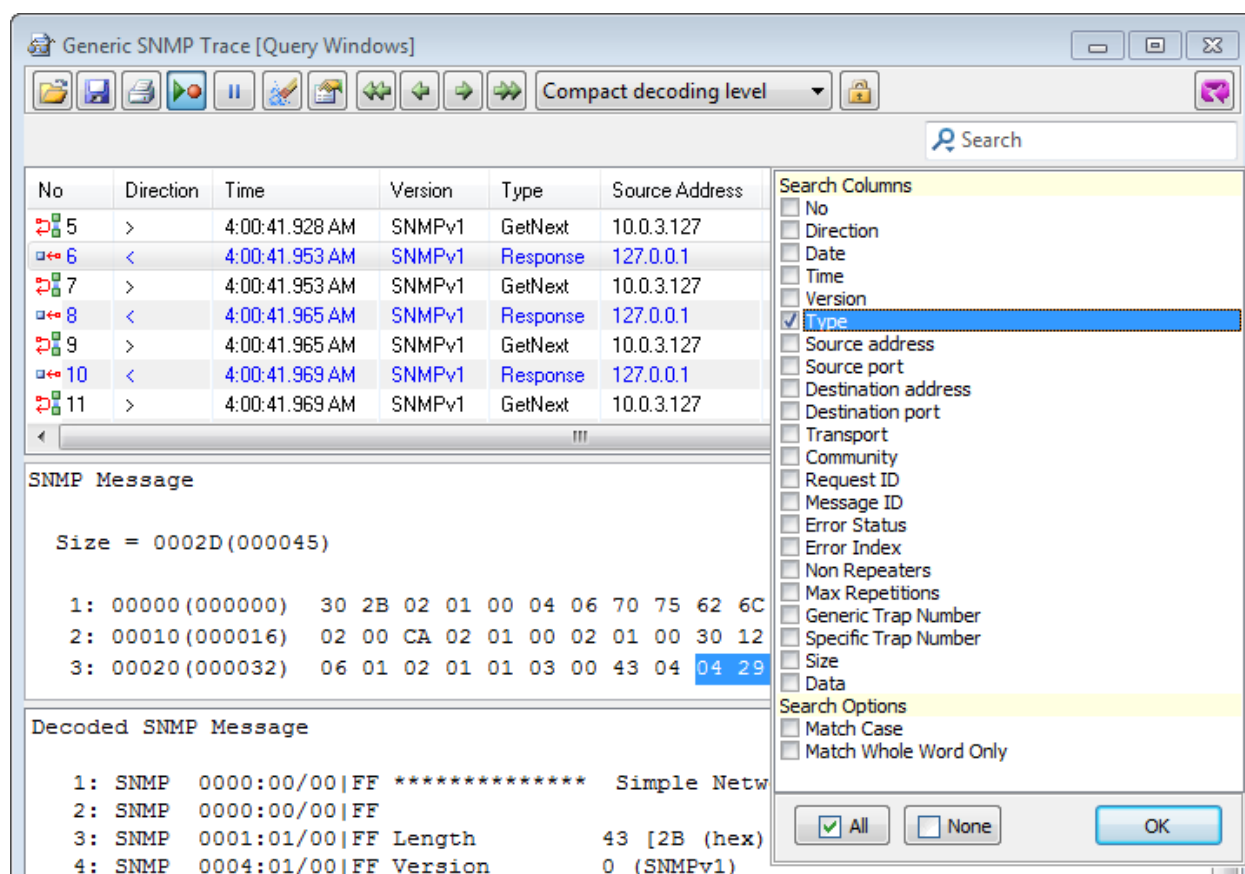 Generic SNMP Trace [Query Windows]
Compact decoding level
Search
No Direction Time Version Type Source Address
5 > 4:00:41.928 AM SNMPv1 GetNext 10.0.3.127
6 < 4:00:41.953 AM SNMPv1 Response 127.0.0.1
7 > 4:00:41.953 AM SNMPv1 GetNext 10.0.3.127
8 < 4:00:41.965 AM SNMPv1 Response 127.0.0.1
9 > 4:00:41.965 AM SNMPv1 GetNext 10.0.3.127
10 < 4:00:41.969 AM SNMPv1 Response 127.0.0.1
11 > 4:00:41.969 AM SNMPv1 GetNext 10.0.3.127
SNMP Message
Size = 0002D(000045)
1: 00000(000000) 30 2B 02 01 00 04 06 70 75 62 6C
2: 00010(000016) 02 00 CA 02 01 00 02 01 00 30 12
3: 00020(000032) 06 01 02 01 01 03 00 43 04 04 29
Decoded SNMP Message
1: SNMP 0000:00/00|FF ************** Simple Netw
2: SNMP 0000:00/00|FF
3: SNMP 0001:01/00|FF Length 43 [2B (hex)
4: SNMP 0004:01/00|FF Version 0 (SNMPv1)
Search Columns
No
Direction
Date
Time
Version
Type
Source address
Source port
Destination address
Destination port
Transport
Community
Request ID
Message ID
Error Status
Error Index
Non Repeaters
Max Repetitions
Generic Trap Number
Specific Trap Number
Size
Data
Search Options
Match Case
Match Whole Word Only
All None OK